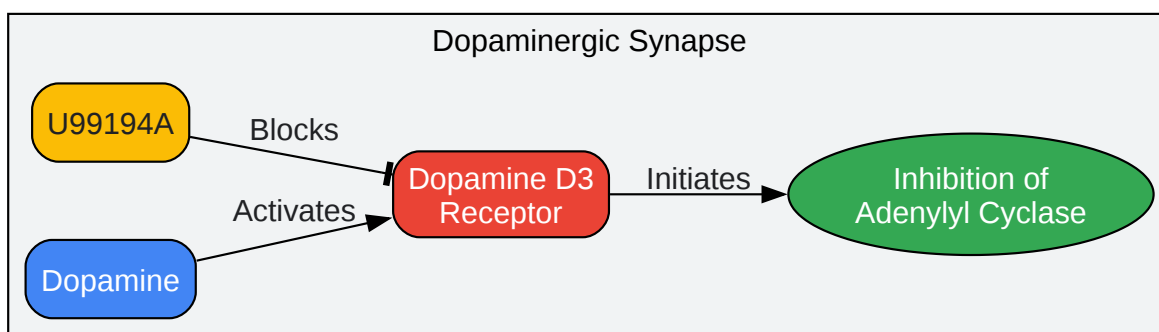 Dopaminergic Synapse
U99194A
Blocks
Dopamine D3
Receptor
Initiates
Inhibition of
Adenylyl Cyclase
Activates
Dopamine